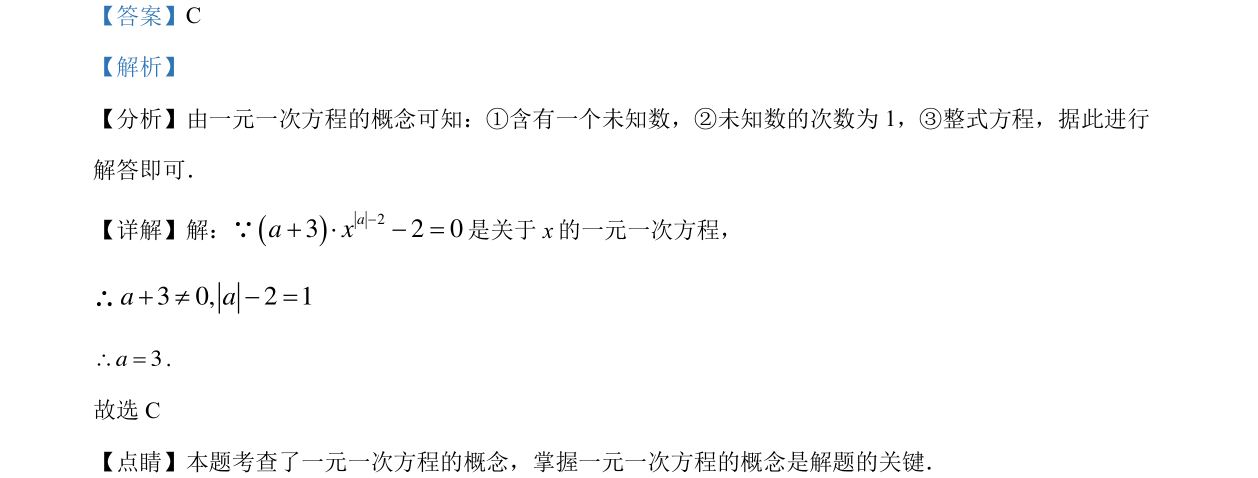 【答案】C
【解析】
【分析】由一元一次方程的概念可知：①含有一个未知数，②未知数的次数为 1，③整式方程，据此进行
解答即可．
【详解】解：∵(a+3)·x^{|a|-2}-2=0是关于 x 的一元一次方程，
∴a+3≠0,|a|-2=1
∴a=3.
故选 C
【点睛】本题考查了一元一次方程的概念，掌握一元一次方程的概念是解题的关键．